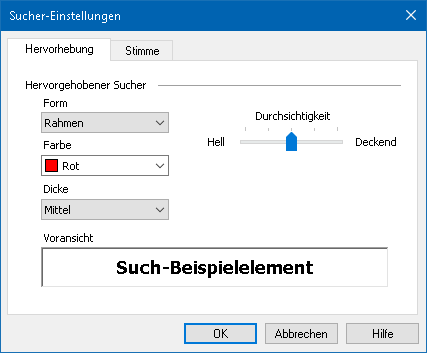 Sucher-Einstellungen
Hervorhebung
Stimme
Hervorgehobener Sucher
Form
Rahmen
Durchsichtigkeit
Hell
Deckend
Farbe
Rot
Dicke
Mittel
Voransicht
Such-Beispielelement
OK
Abbrechen
Hilfe